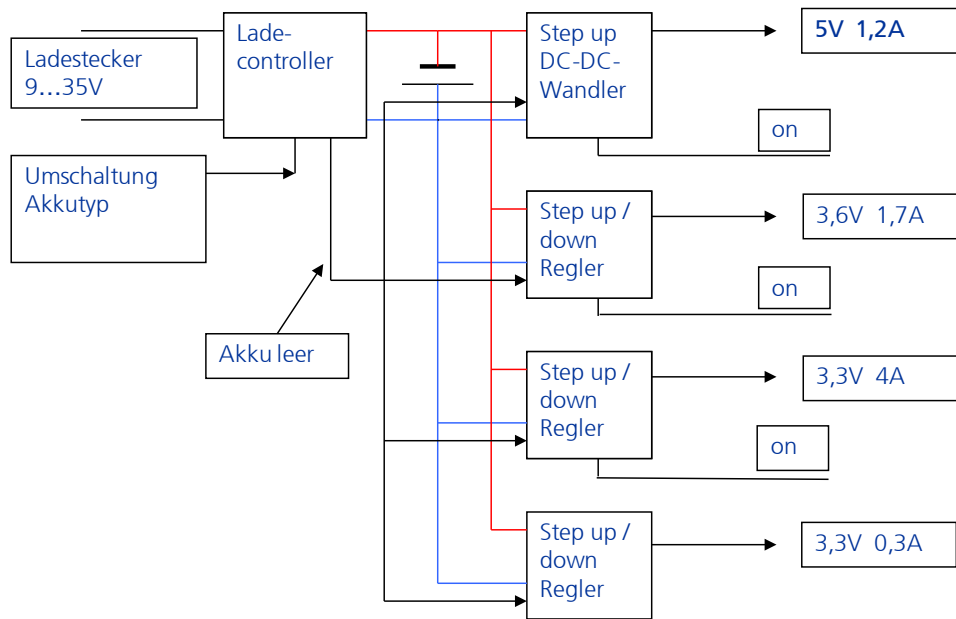 Ladestecker
9…35V
Lade-
controller
Step up
DC-DC-
Wandler
5V 1,2A
on
Umschaltung
Akkutyp
Step up /
down
Regler
3,6V 1,7A
on
Akku leer
Step up /
down
Regler
3,3V 4A
on
Step up /
down
Regler
3,3V 0,3A